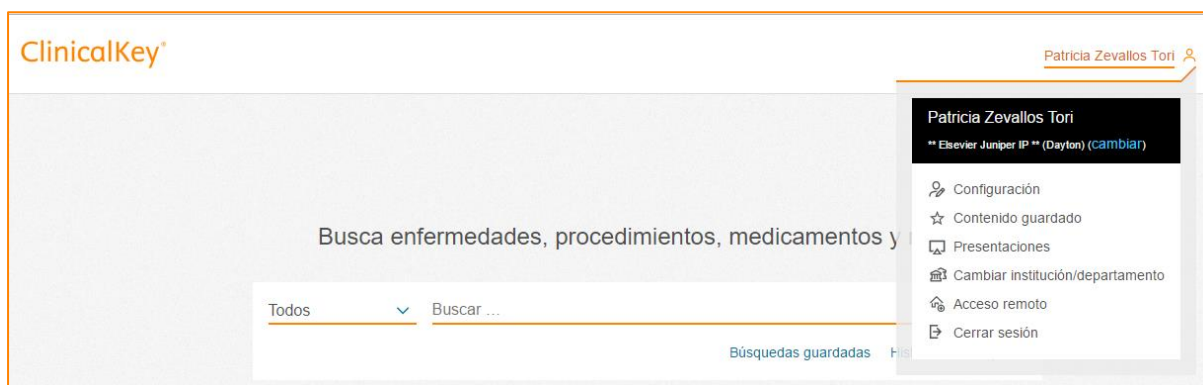 ClinicalKey®
Patricia Zevallos Tori
Patricia Zevallos Tori
** Elsevier Juniper IP ** (Dayton) (cambiar)
Configuración
Contenido guardado
Presentaciones
Cambiar institución/departamento
Acceso remoto
Cerrar sesión
Busca enfermedades, procedimientos, medicamentos y
Todos
Buscar ...
Búsquedas guardadas